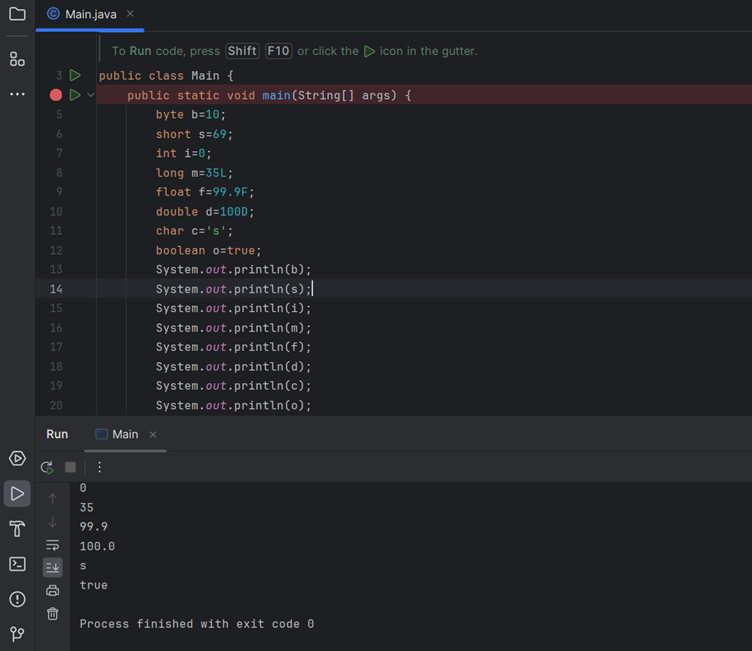 Main.java
To Run code, press Shift F10 or click the icon in the gutter.
3 public class Main {
public static void main(String[] args) {
5 byte b=10;
6 short s=69;
7 int i=0;
8 long m=35L;
9 float f=99.9F;
10 double d=100D;
11 char c='s';
12 boolean o=true;
13 System.out.println(b);
14 System.out.println(s);
15 System.out.println(i);
16 System.out.println(m);
17 System.out.println(f);
18 System.out.println(d);
19 System.out.println(c);
20 System.out.println(o);
Run Main
0
35
99.9
100.0
s
true
Process finished with exit code 0